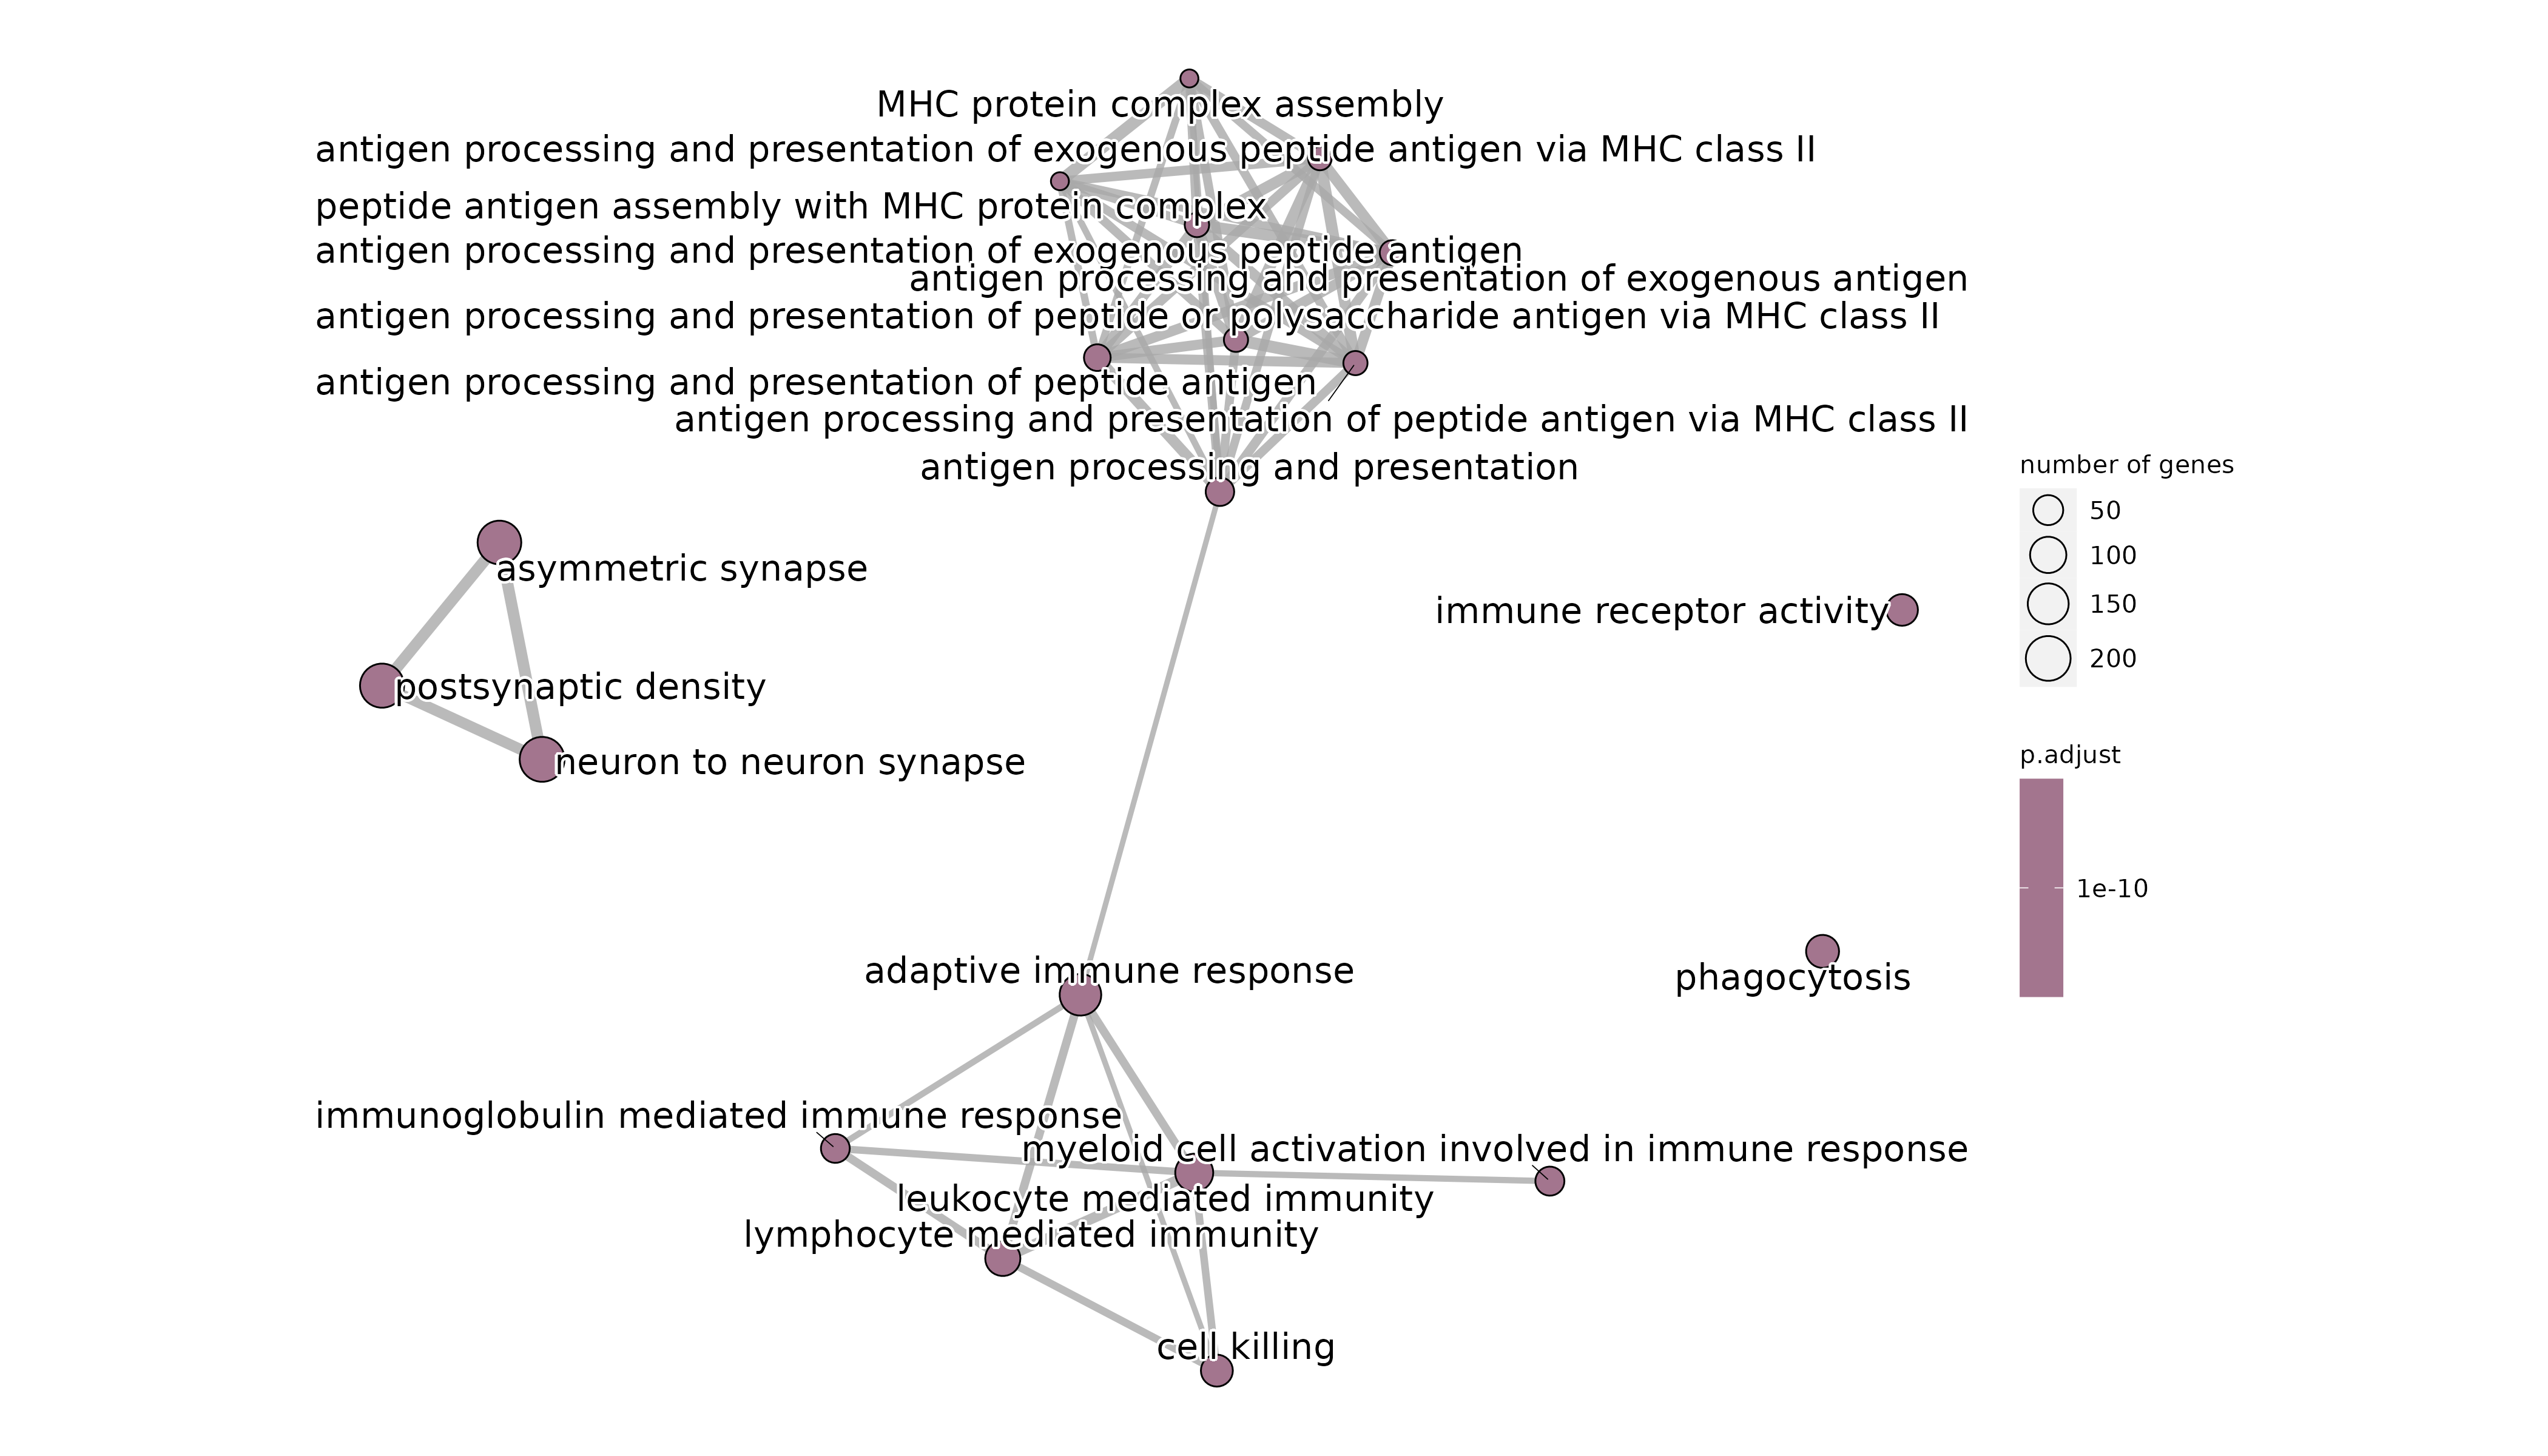 MHC protein complex assembly
antigen processing and presentation of exogenous peptide antigen via MHC class II
peptide antigen assembly with MHC protein complex
antigen processing and presentation of exogenous peptide antigen
antigen processing and presentation of exogenous antigen
antigen processing and presentation of peptide or polysaccharide antigen via MHC class II
antigen processing and presentation of peptide antigen
antigen processing and presentation of peptide antigen via MHC class II
antigen processing and presentation
asymmetric synapse
postsynaptic density
neuron to neuron synapse
immune receptor activity
phagocytosis
adaptive immune response
immunoglobulin mediated immune response
myeloid cell activation involved in immune response
leukocyte mediated immunity
lymphocyte mediated immunity
cell killing
number of genes
50
100
150
200
p.adjust
1e-10